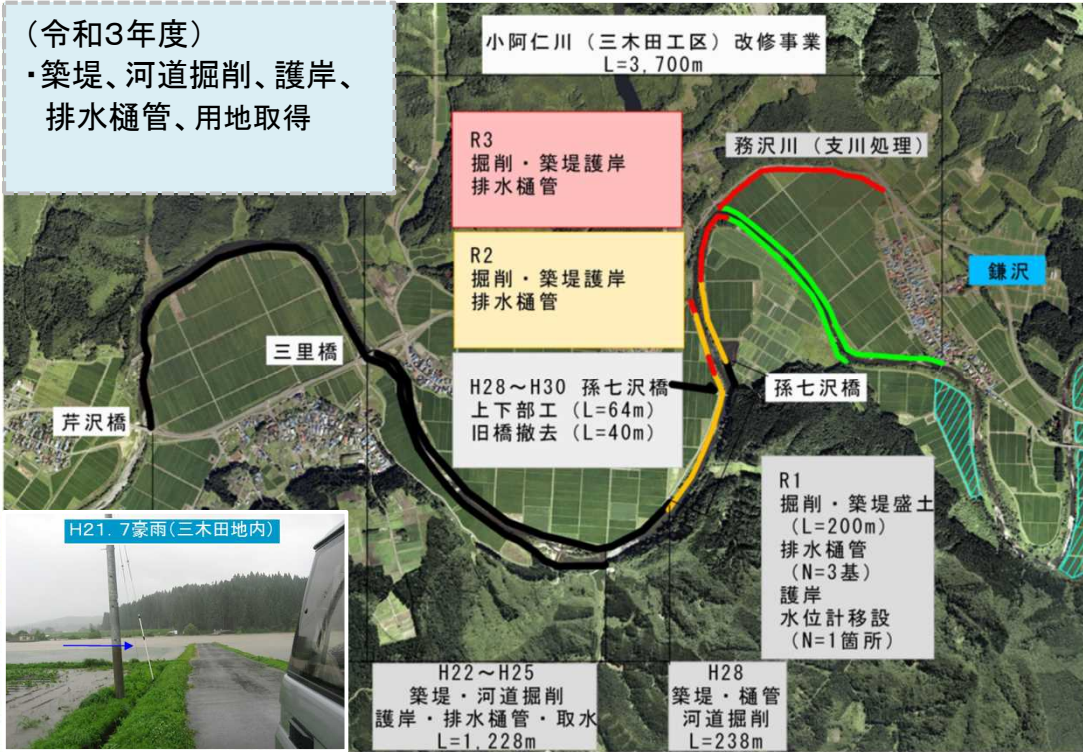 (令和3年度)
・築堤、河道掘削、護岸、
排水樋管、用地取得
小阿仁川(三木田工区)改修事業
L=3,700m
R3
掘削・築堤護岸
排水樋管
務沢川(支川処理)
R2
掘削・築堤護岸
排水樋管
鎌沢
三里橋
H28~H30 孫七沢橋
上下部工(L=64m)
旧橋撤去(L=40m)
孫七沢橋
芹沢橋
R1
掘削・築堤盛土
(L=200m)
排水樋管
(N=3基)
護岸
水位計移設
(N=1箇所)
H21.7豪雨(三木田地内)
H22~H25
築堤・河道掘削
護岸・排水樋管・取水
L=1,228m
H28
築堤・樋管
河道掘削
L=238m